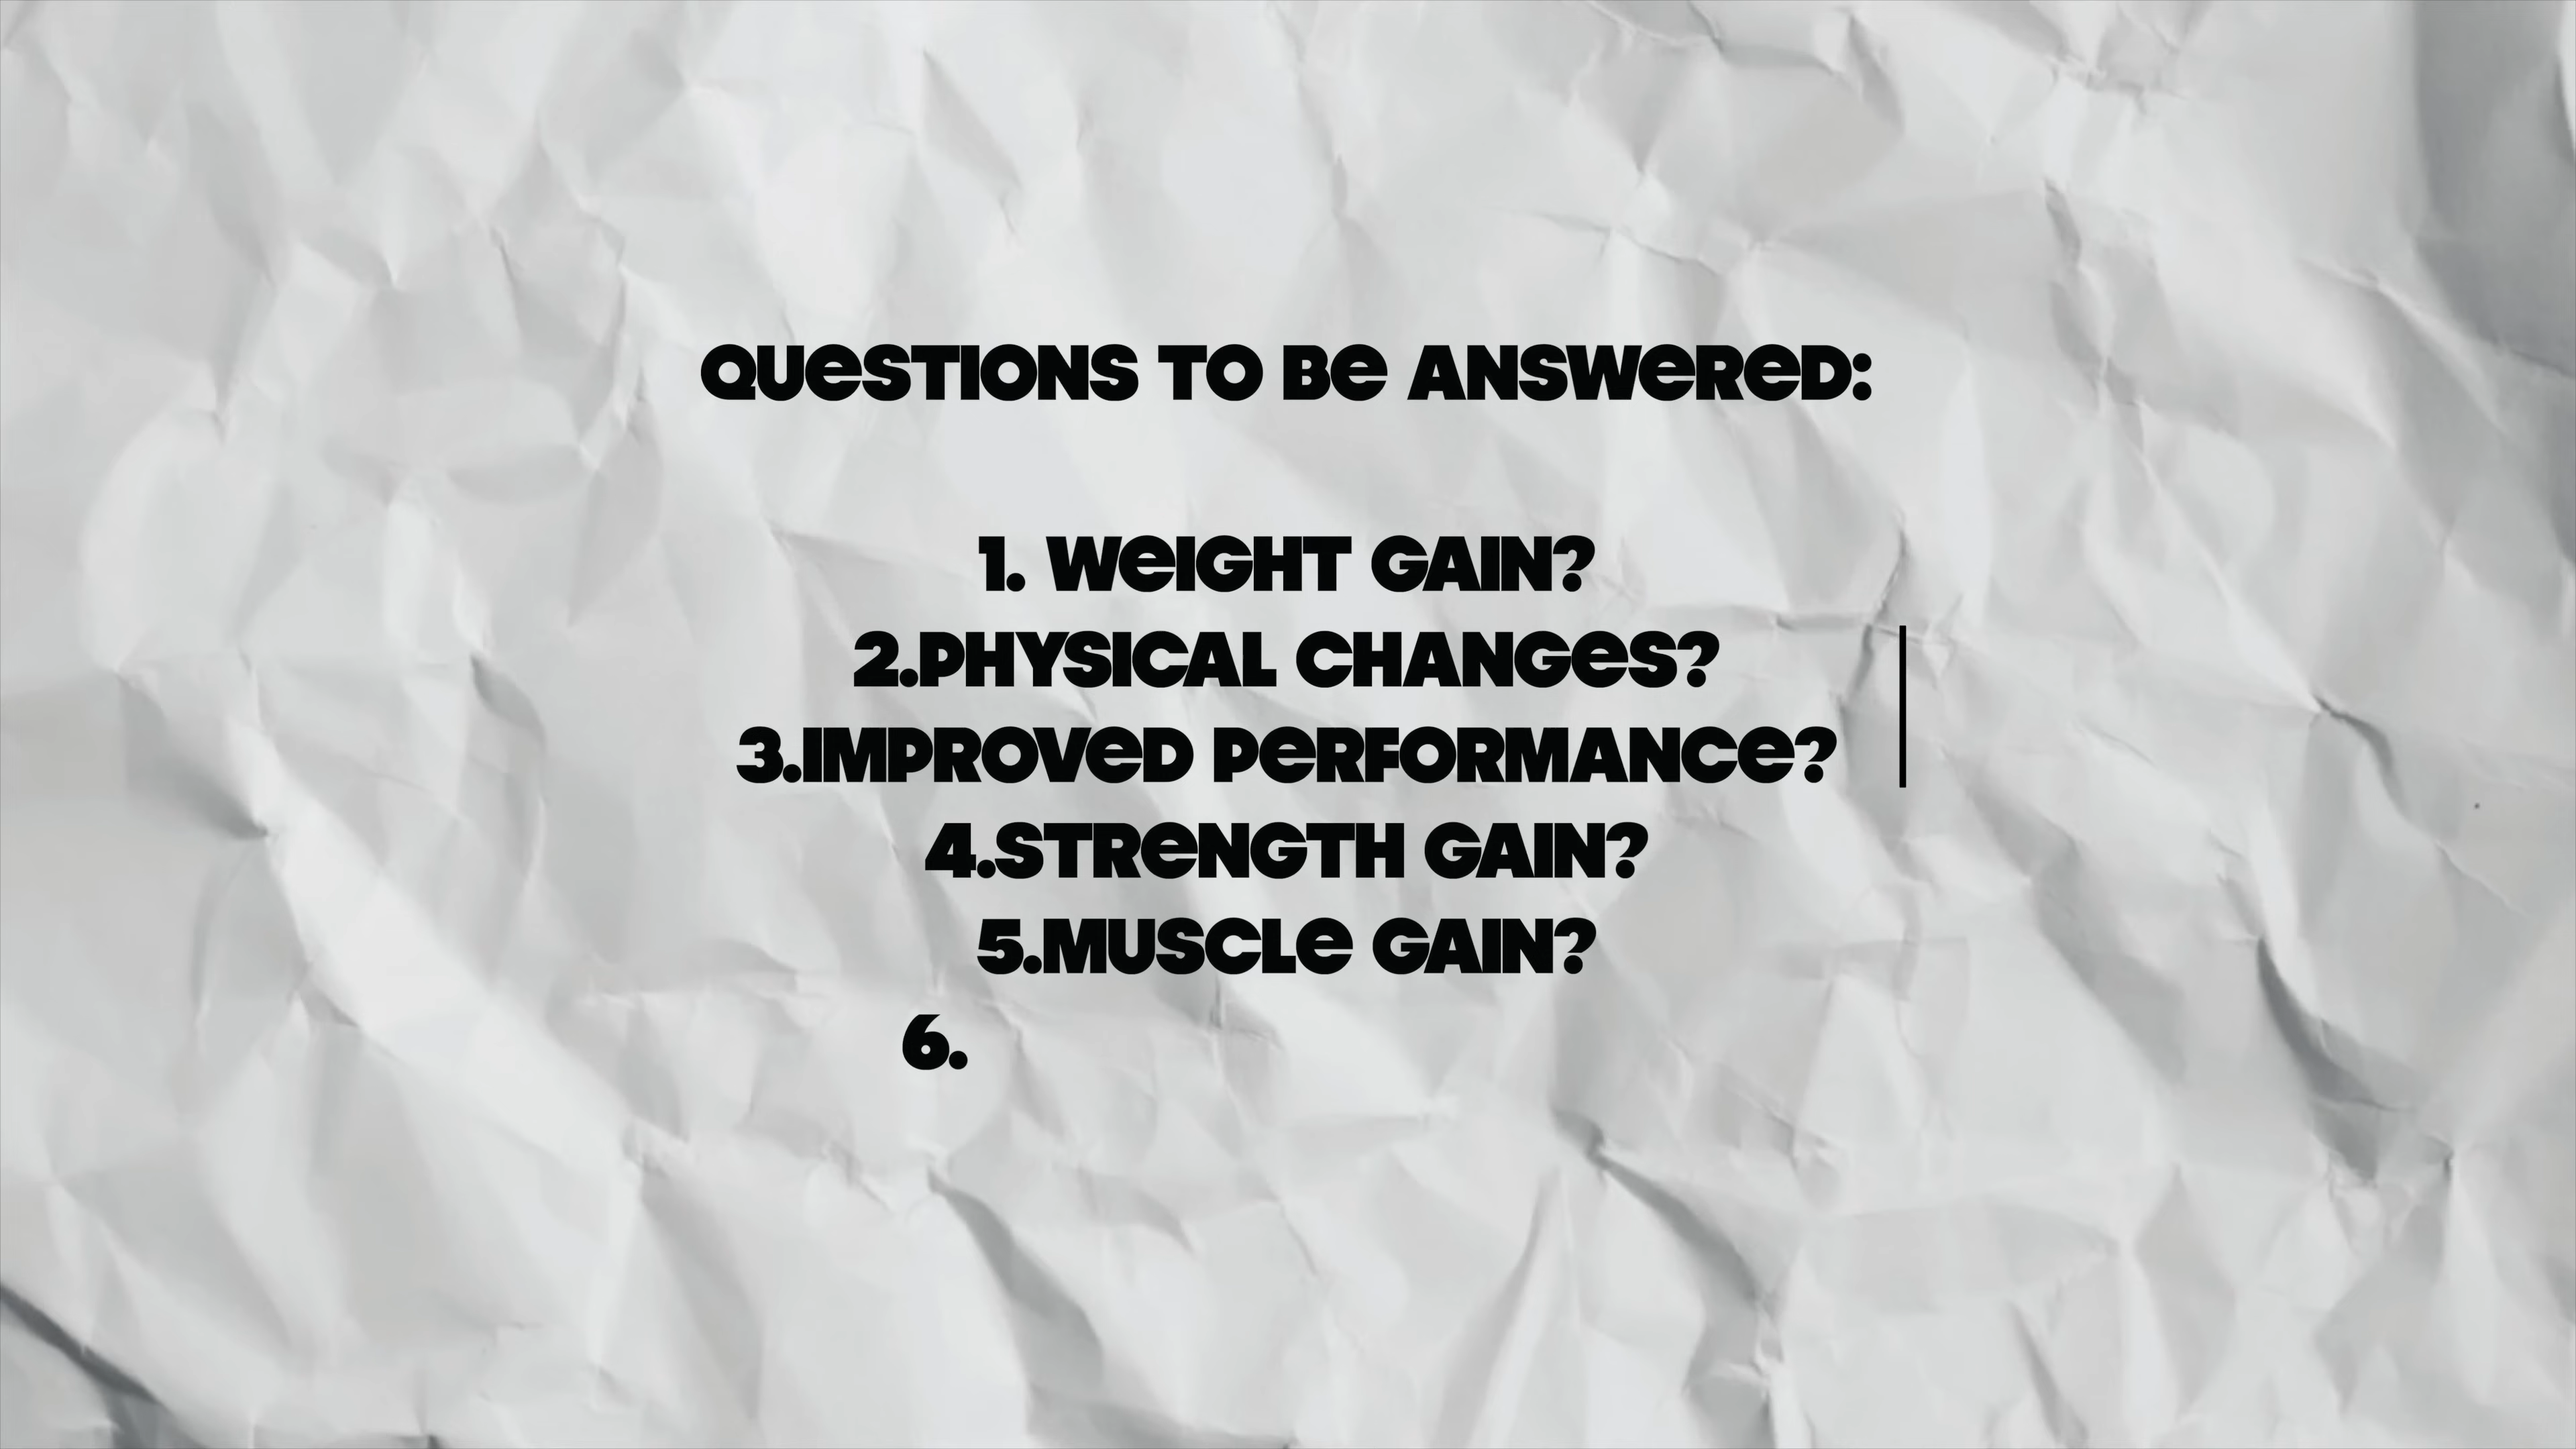 QUESTIONS TO BE ANSWERED:
1. WEIGHT GAIN?
2.PHYSICAL CHANGES?
3.IMPROVED PERFORMANCE?
4.STRENGTH GAIN?
5.MUSCLE GAIN?
6.